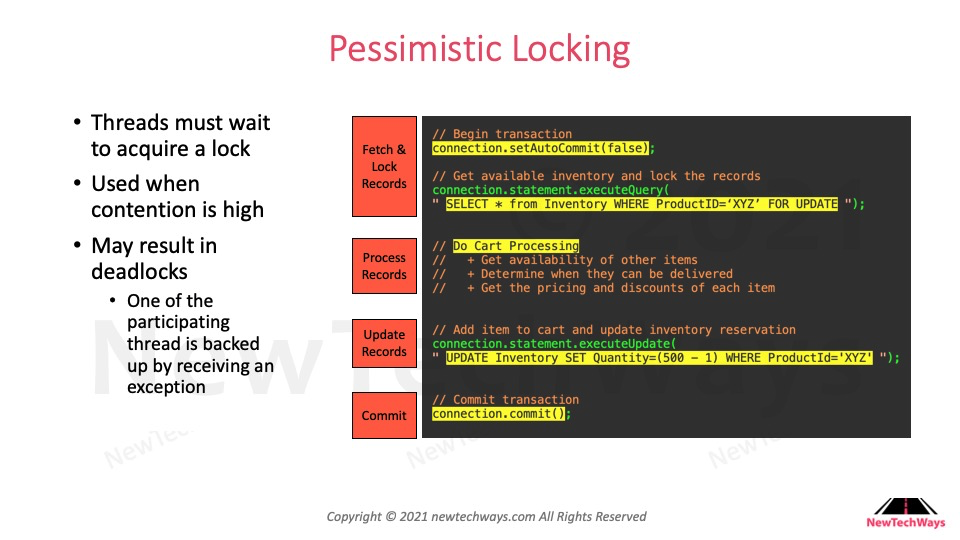 Pessimistic Locking
• Threads must wait
to acquire a lock
• Used when
contention is high
• May result in
deadlocks
• One of the
participating
thread is backed
up by receiving an
exception
Fetch &
Lock
Records
// Begin transaction
connection.setAutoCommit(false);
// Get available inventory and lock the records
connection.statement.executeQuery(
" SELECT * from Inventory WHERE ProductID=‘XYZ’ FOR UPDATE ");
Process
Records
// Do Cart Processing
//   + Get availability of other items
//   + Determine when they can be delivered
//   + Get the pricing and discounts of each item
Update
Records
// Add item to cart and update inventory reservation
connection.statement.executeUpdate(
" UPDATE Inventory SET Quantity=(500 – 1) WHERE ProductId='XYZ' ");
Commit
// Commit transaction
connection.commit();
Copyright © 2021 newtechways.com All Rights Reserved
NewTechWays